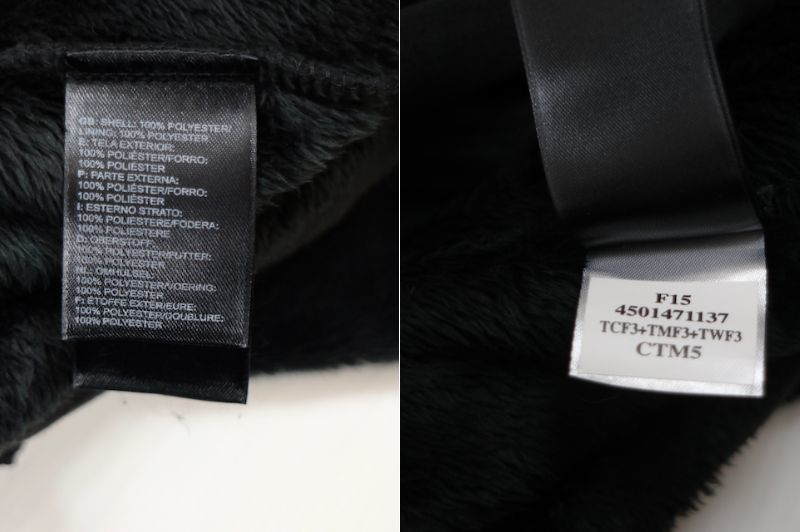 GB: SHELL: 100% POLYESTER/
LINING: 100% POLYESTER
E: TELA EXTERIOR:
100% POLIÉSTER/FORRO:
100% POLIÉSTER
P: PARTE EXTERNA:
100% POLIÉSTER/FORRO:
100% POLIÉSTER
I: ESTERNO STRATO:
100% POLIESTERE/FODERA:
100% POLIESTERE
D: OBERSTOFF:
100% POLYESTER/FUTTER:
100% POLYESTER
NL: OMHULSEL:
100% POLYESTER/VOERING:
100% POLYESTER
F: ÉTOFFE EXTÉRIEURE:
100% POLYESTER/DOUBLURE:
100% POLYESTER
F15
4501471137
TCF3+TMF3+TWF3
CTM5